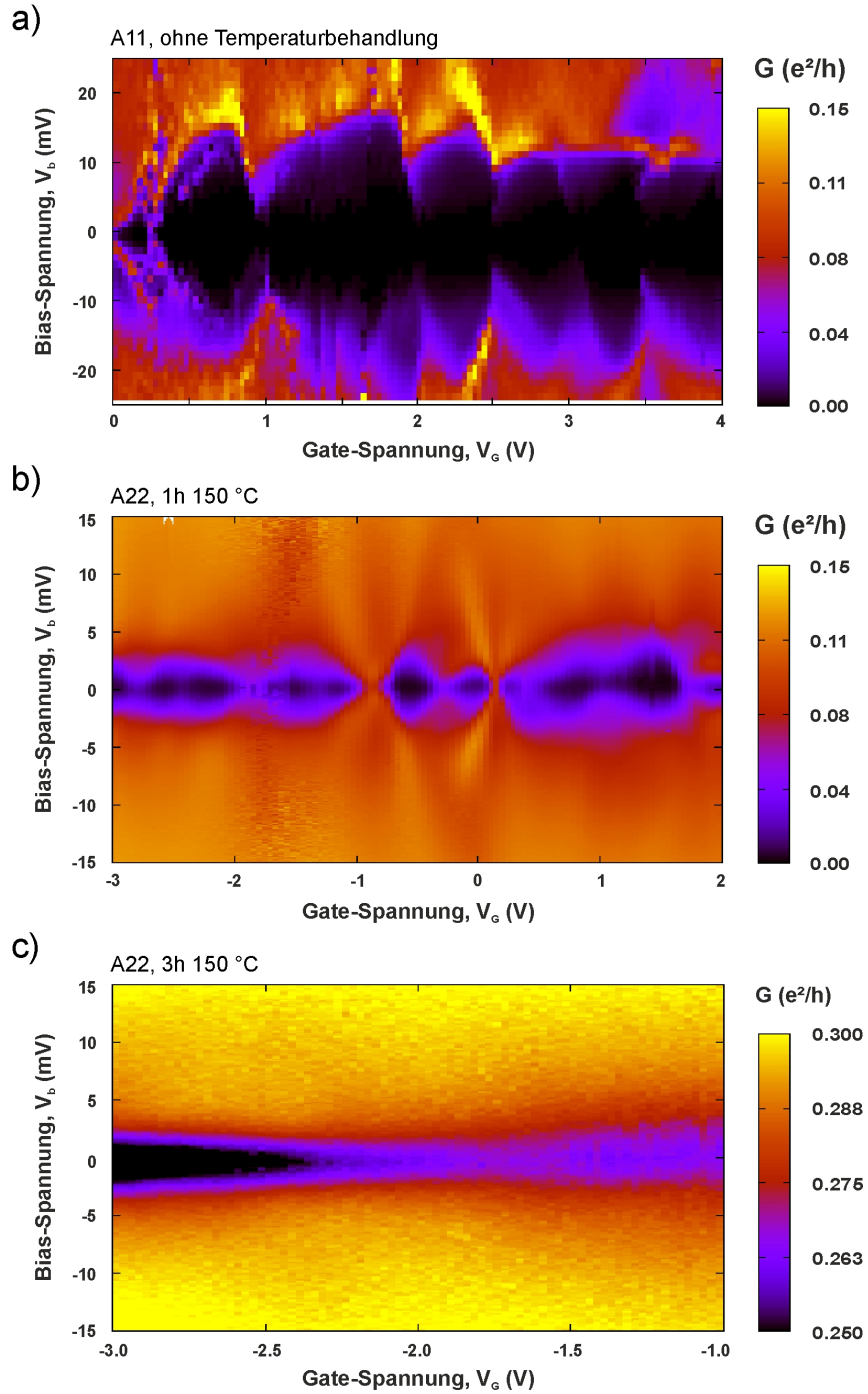 a)
A11, ohne Temperaturbehandlung
G (e²/h)
Bias-Spannung, V_b (mV)
20
10
0
-10
-20
0 1 2 3 4
Gate-Spannung, V_G (V)
0.15
0.11
0.08
0.04
0.00
b)
A22, 1h 150 °C
G (e²/h)
Bias-Spannung, V_b (mV)
15
10
5
0
-5
-10
-15
-3 -2 -1 0 1 2
Gate-Spannung, V_G (V)
0.15
0.11
0.08
0.04
0.00
c)
A22, 3h 150 °C
G (e²/h)
Bias-Spannung, V_b (mV)
15
10
5
0
-5
-10
-15
-3.0 -2.5 -2.0 -1.5 -1.0
Gate-Spannung, V_G (V)
0.300
0.288
0.275
0.263
0.250